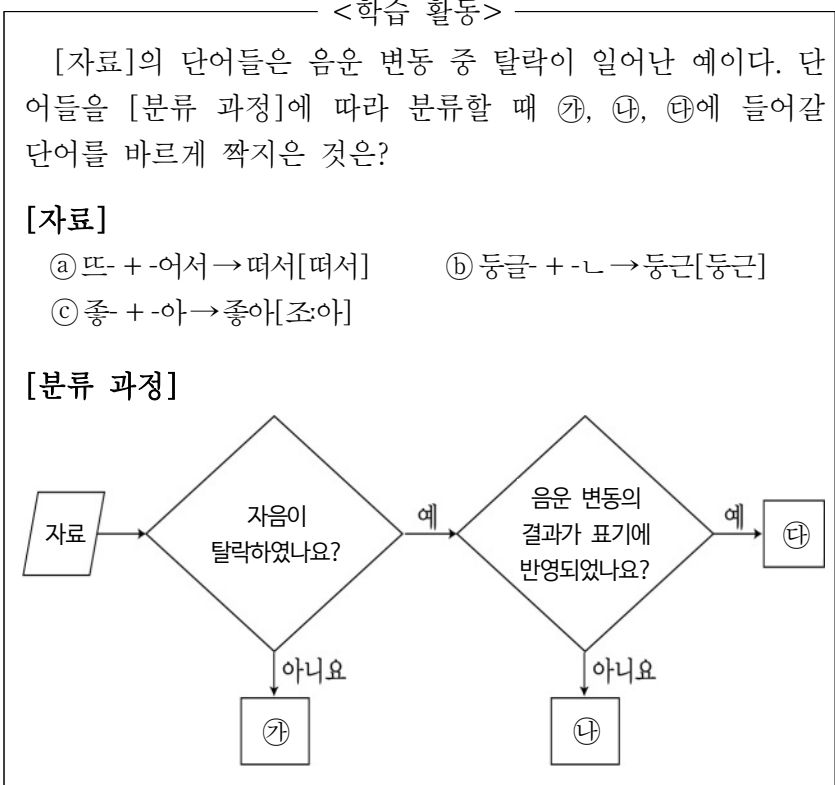 <학습 활동>
[자료]의 단어들은 음운 변동 중 탈락이 일어난 예이다. 단
어들을 [분류 과정]에 따라 분류할 때 ㉮, ㉯, ㉰에 들어갈
단어를 바르게 짝지은 것은?
[자료]
ⓐ 뜨- + -어서 → 떠서[떠서] ⓑ 둥글- + -ㄴ → 둥근[둥근]
ⓒ 좋- + -아 → 좋아[조ː아]
[분류 과정]
자료
자음이
탈락하였나요?
예
음운 변동의
결과가 표기에
반영되었나요?
예
㉰
아니요
아니요
㉮
㉯